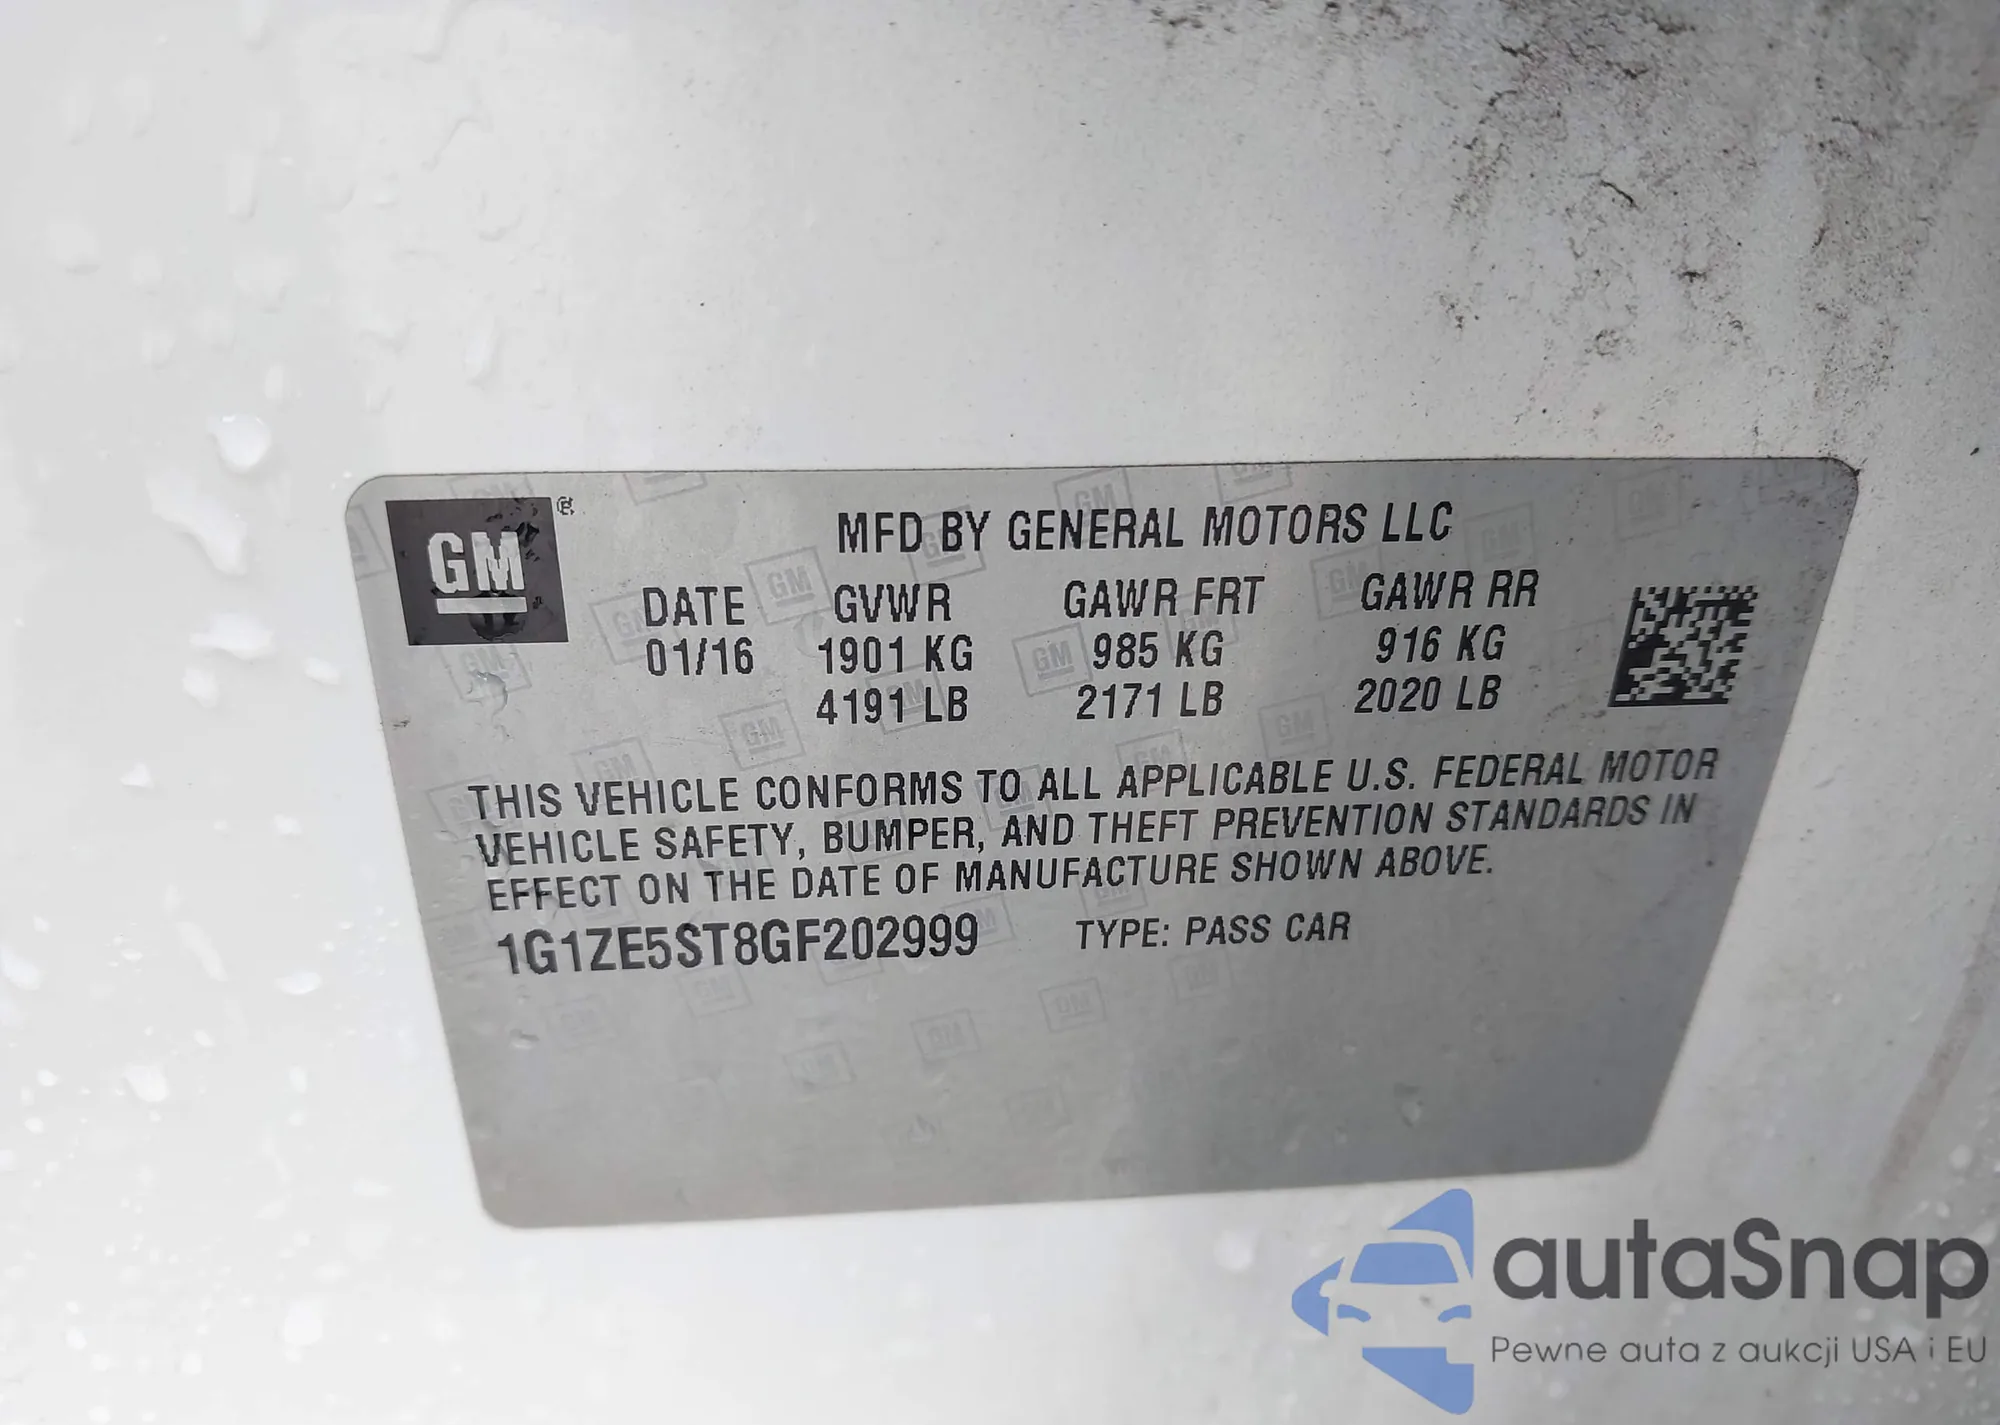 GM
MFD BY GENERAL MOTORS LLC
DATE GVWR GAWR FRT GAWR RR
01/16 1901 KG 985 KG 916 KG
4191 LB 2171 LB 2020 LB
THIS VEHICLE CONFORMS TO ALL APPLICABLE U.S. FEDERAL MOTOR
VEHICLE SAFETY, BUMPER, AND THEFT PREVENTION STANDARDS IN
EFFECT ON THE DATE OF MANUFACTURE SHOWN ABOVE.
1G1ZE5ST8GF202999 TYPE: PASS CAR
autaSnap
Pewne auta z aukcji USA i EU